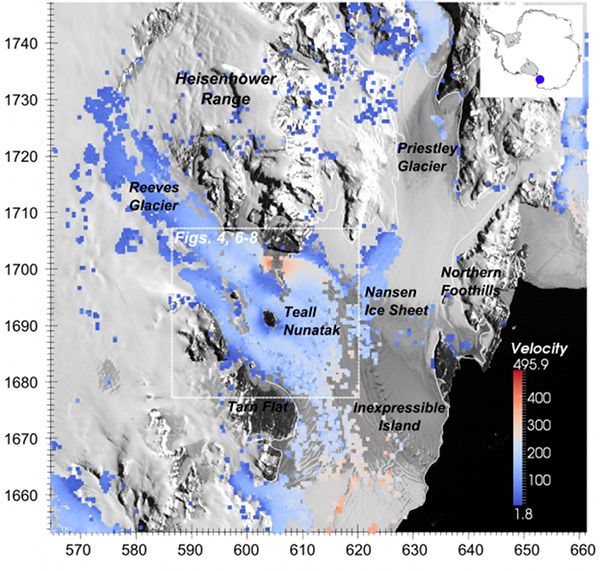 1740
1730
1720
1710
1700
1690
1680
1670
1660
Heisenhower
Range
Priestley
Glacier
Reeves
Glacier
Figs. 4, 6-8
Northern
Foothills
Nansen
Ice Sheet
Teall
Nunatak
Tarn Flat
Inexpressible
Island
Velocity
495.9
400
300
200
100
1.8
570 580 590 600 610 620 630 640 650 660